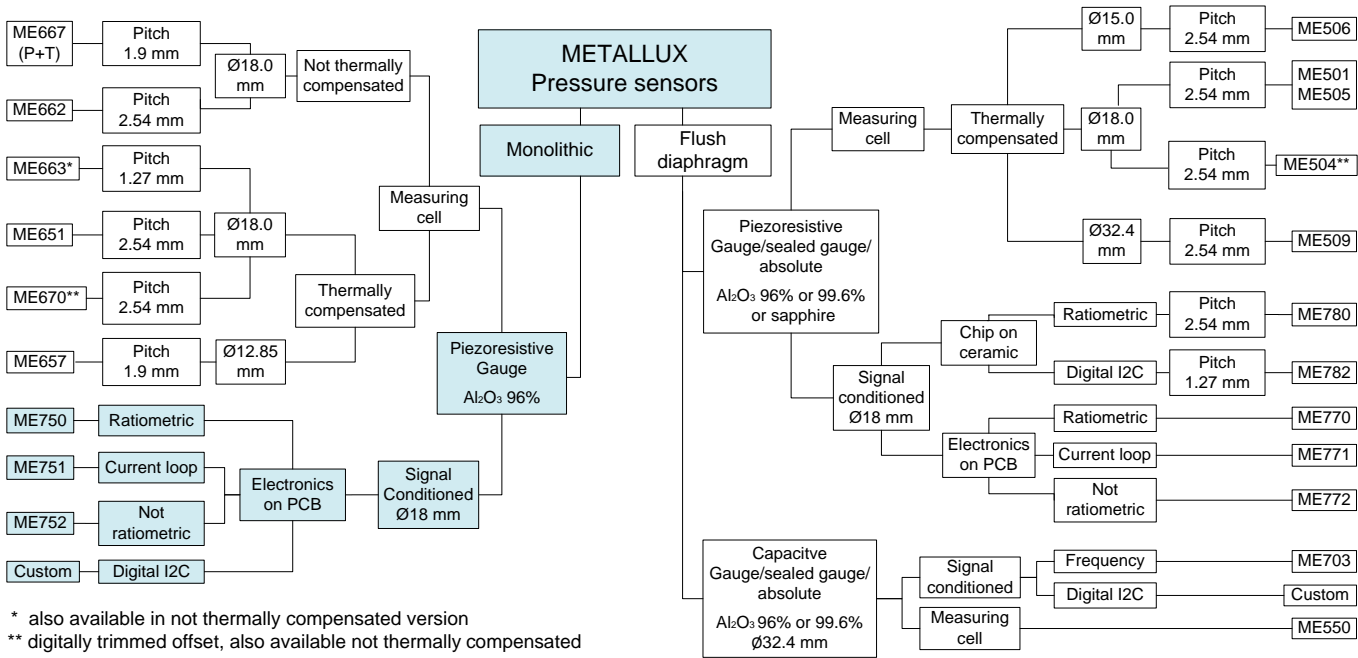 METALLUX
Pressure sensors
Monolithic
Flush
diaphragm
ME667
(P+T)
Pitch
1.9 mm
ME662
Pitch
2.54 mm
Ø18.0
mm
Not thermally
compensated
ME663*
Pitch
1.27 mm
ME651
Pitch
2.54 mm
ME670**
Pitch
2.54 mm
Ø18.0
mm
ME657
Pitch
1.9 mm
Ø12.85
mm
Thermally
compensated
Measuring
cell
Piezoresistive
Gauge
Al₂O₃ 96%
ME750
Ratiometric
ME751
Current loop
ME752
Not
ratiometric
Custom
Digital I2C
Electronics
on PCB
Signal
Conditioned
Ø18 mm
* also available in not thermally compensated version
** digitally trimmed offset, also available not thermally compensated
Piezoresistive
Gauge/sealed gauge/
absolute
Al₂O₃ 96% or 99.6%
or sapphire
Measuring
cell
Thermally
compensated
Ø15.0
mm
Pitch
2.54 mm
ME506
Ø18.0
mm
Pitch
2.54 mm
ME501
ME505
Pitch
2.54 mm
ME504**
Ø32.4
mm
Pitch
2.54 mm
ME509
Signal
conditioned
Ø18 mm
Chip on
ceramic
Ratiometric
Pitch
2.54 mm
ME780
Digital I2C
Pitch
1.27 mm
ME782
Electronics
on PCB
Ratiometric
ME770
Current loop
ME771
Not
ratiometric
ME772
Capacitve
Gauge/sealed gauge/
absolute
Al₂O₃ 96% or 99.6%
Ø32.4 mm
Signal
conditioned
Frequency
ME703
Digital I2C
Custom
Measuring
cell
ME550